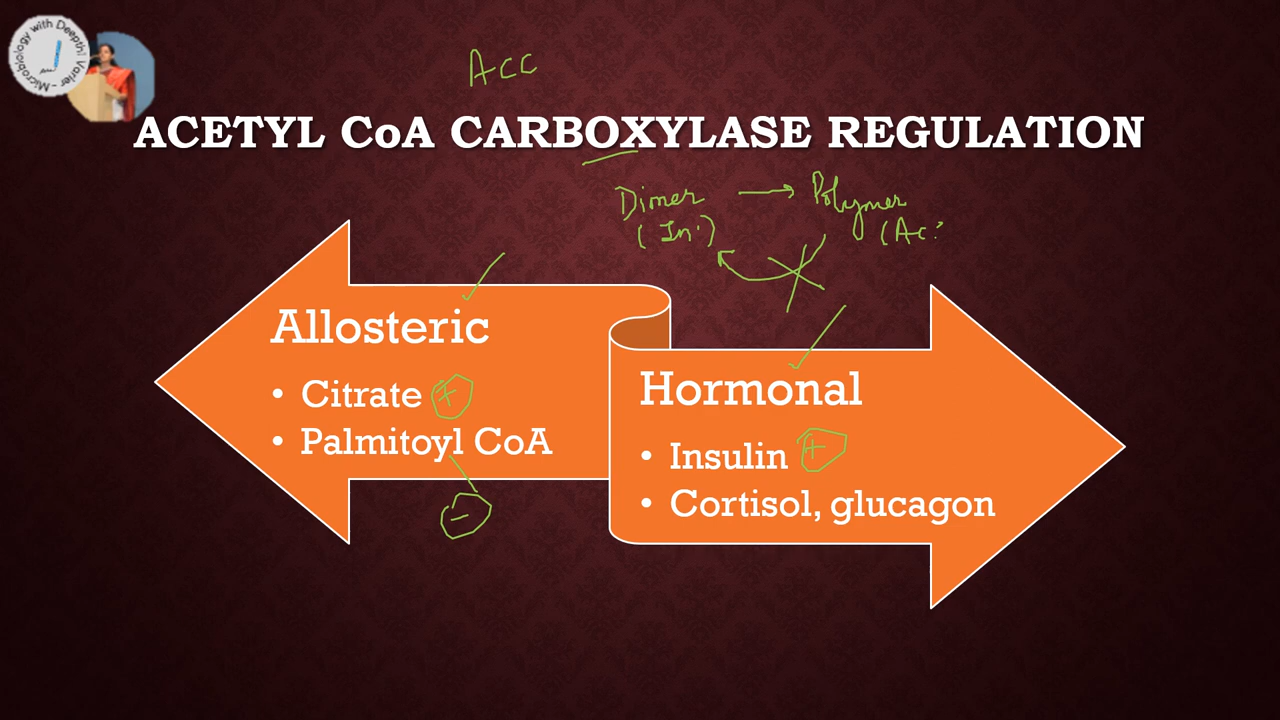 Microbiology with Deepthi Varier
Acc
ACETYL CoA CARBOXYLASE REGULATION
Dimer → Polymer
(In.) (Ac:
Allosteric
• Citrate +
• Palmitoyl CoA
-
Hormonal
• Insulin +
• Cortisol, glucagon